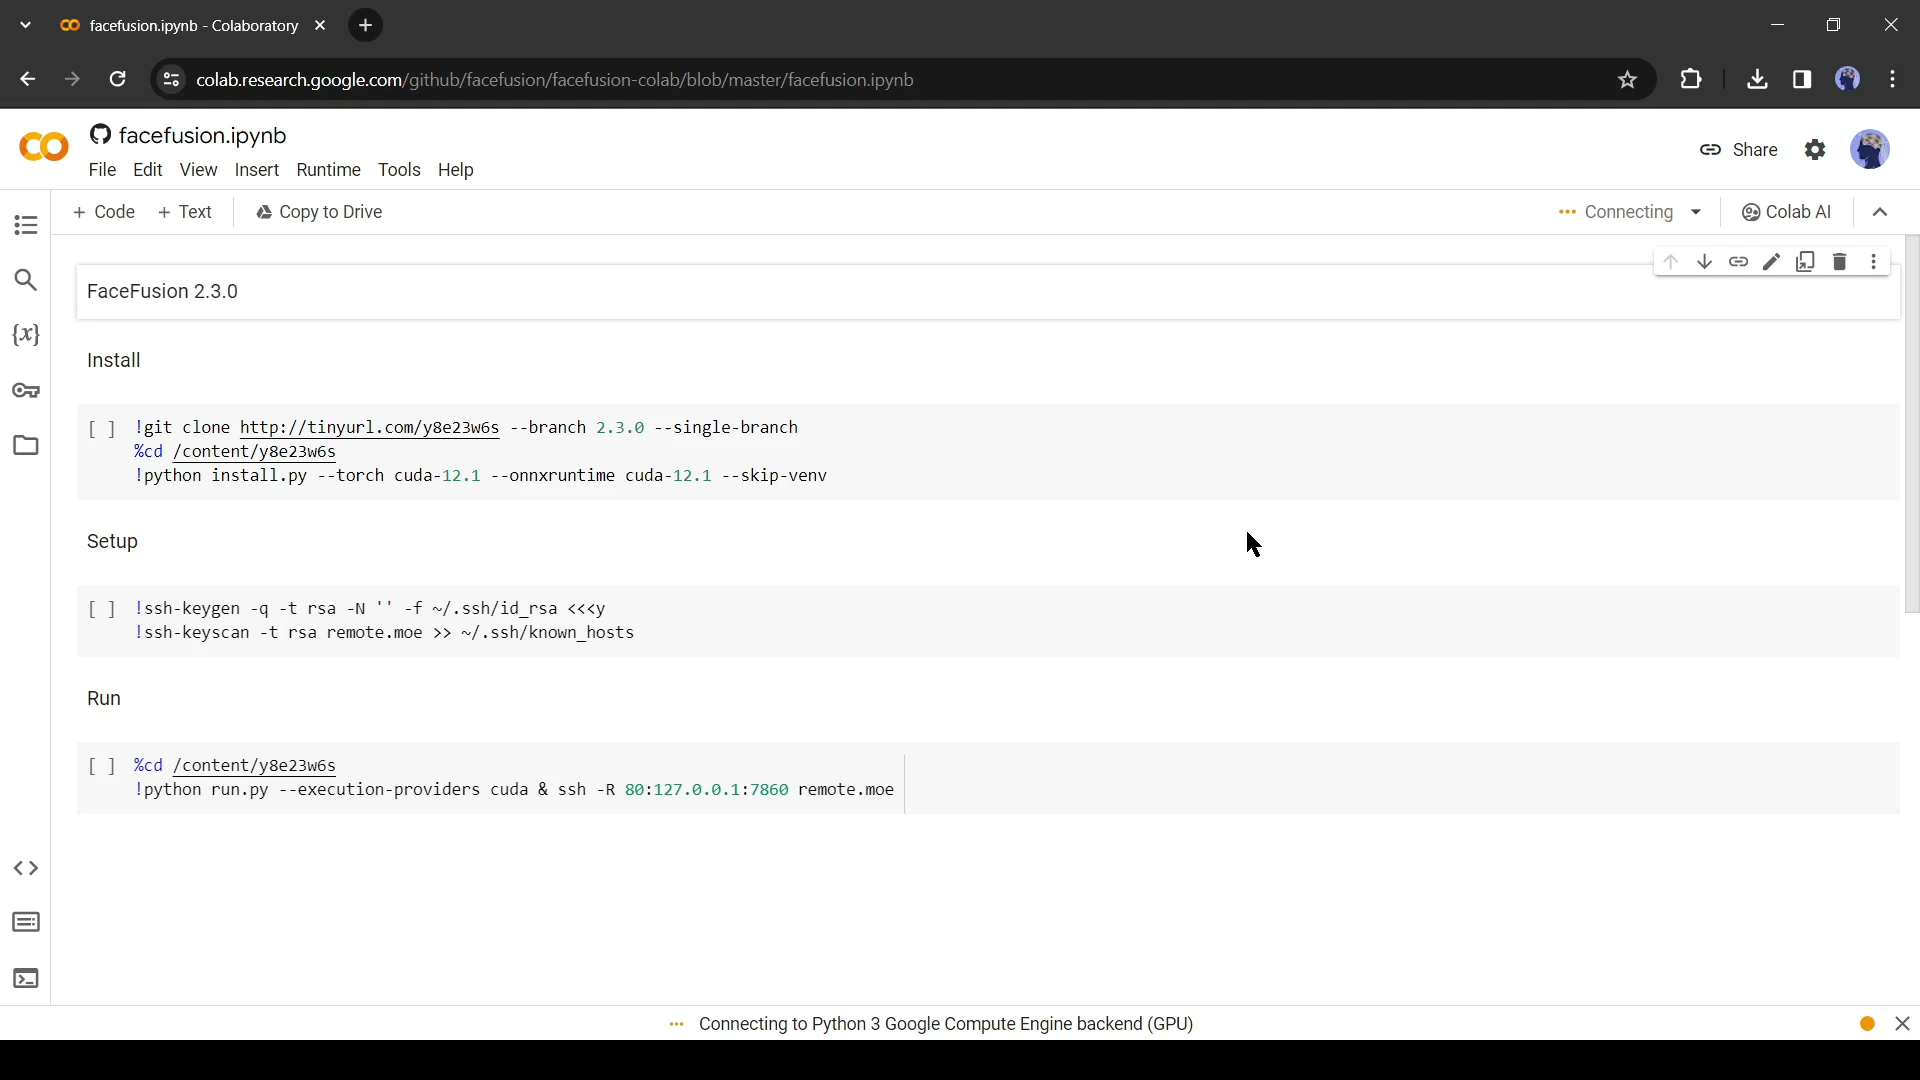 facefusion.ipynb - Colaboratory
colab.research.google.com/github/facefusion/facefusion-colab/blob/master/facefusion.ipynb
facefusion.ipynb
File Edit View Insert Runtime Tools Help
Share
+ Code + Text Copy to Drive
Connecting
Colab AI
FaceFusion 2.3.0
Install
[ ] !git clone http://tinyurl.com/y8e23w6s --branch 2.3.0 --single-branch
%cd /content/y8e23w6s
!python install.py --torch cuda-12.1 --onnxruntime cuda-12.1 --skip-venv
Setup
[ ] !ssh-keygen -q -t rsa -N '' -f ~/.ssh/id_rsa <<<y
!ssh-keyscan -t rsa remote.moe >> ~/.ssh/known_hosts
Run
[ ] %cd /content/y8e23w6s
!python run.py --execution-providers cuda & ssh -R 80:127.0.0.1:7860 remote.moe
Connecting to Python 3 Google Compute Engine backend (GPU)